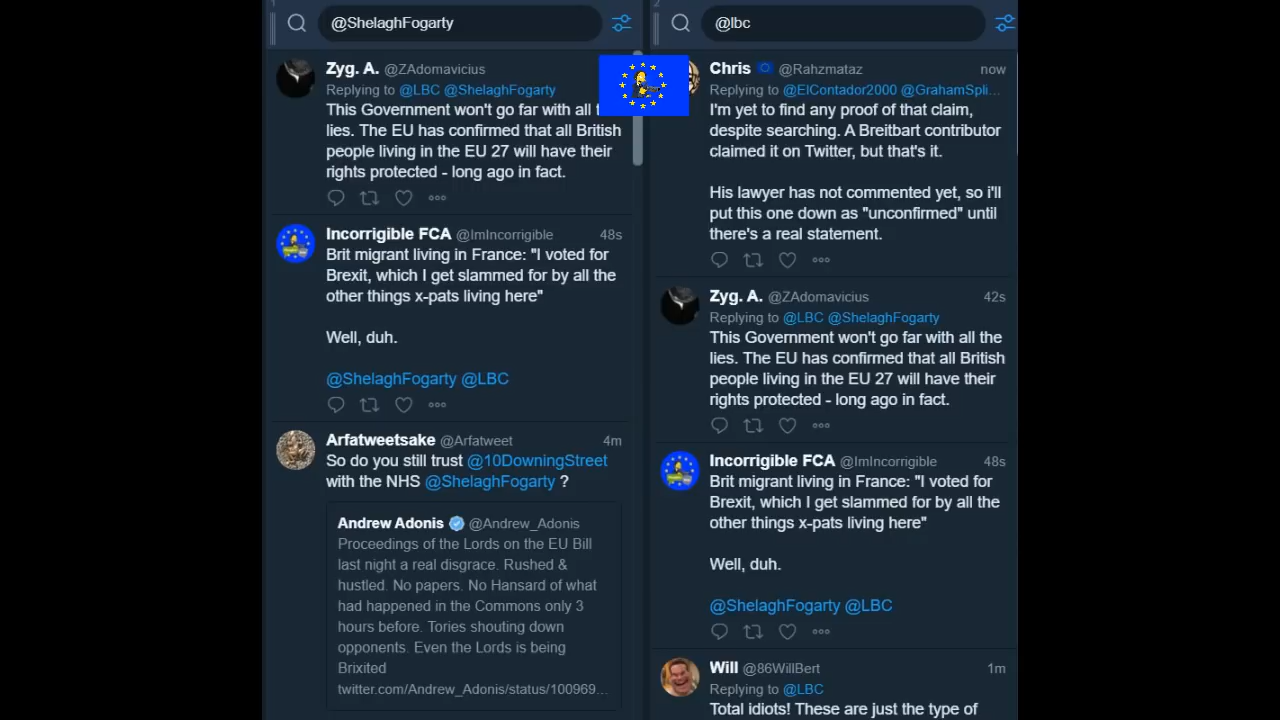 @ShelaghFogarty
Zyg. A. @ZAdomavicius
Replying to @LBC @ShelaghFogarty
This Government won't go far with all t
lies. The EU has confirmed that all British
people living in the EU 27 will have their
rights protected - long ago in fact.
Incorrigible FCA @ImIncorrigible 48s
Brit migrant living in France: "I voted for
Brexit, which I get slammed for by all the
other things x-pats living here"
Well, duh.
@ShelaghFogarty @LBC
Arfatweetsake @Arfatweet 4m
So do you still trust @10DowningStreet
with the NHS @ShelaghFogarty ?
Andrew Adonis @Andrew_Adonis
Proceedings of the Lords on the EU Bill
last night a real disgrace. Rushed &
hustled. No papers. No Hansard of what
had happened in the Commons only 3
hours before. Tories shouting down
opponents. Even the Lords is being
Brixited
twitter.com/Andrew_Adonis/status/100969...
@lbc
Chris @Rahzmataz now
Replying to @ElContador2000 @GrahamSpli...
I'm yet to find any proof of that claim,
despite searching. A Breitbart contributor
claimed it on Twitter, but that's it.
His lawyer has not commented yet, so i'll
put this one down as "unconfirmed" until
there's a real statement.
Zyg. A. @ZAdomavicius 42s
Replying to @LBC @ShelaghFogarty
This Government won't go far with all the
lies. The EU has confirmed that all British
people living in the EU 27 will have their
rights protected - long ago in fact.
Incorrigible FCA @ImIncorrigible 48s
Brit migrant living in France: "I voted for
Brexit, which I get slammed for by all the
other things x-pats living here"
Well, duh.
@ShelaghFogarty @LBC
Will @86WillBert 1m
Replying to @LBC
Total idiots! These are just the type of